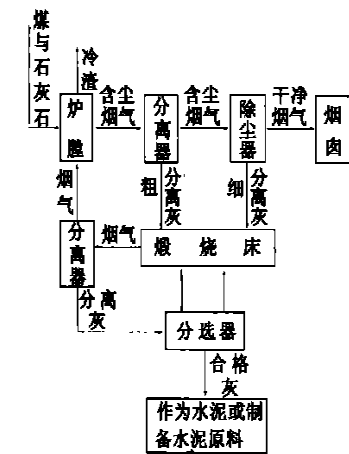 煤与石灰石
冷渣
炉膛
含尘烟气
分离器
含尘烟气
除尘器
干净烟气
烟囱
烟气
粗
分离灰
细
分离灰
分离器
烟气
煅烧床
分离灰
分选器
合格灰
作为水泥或制
备水泥原料